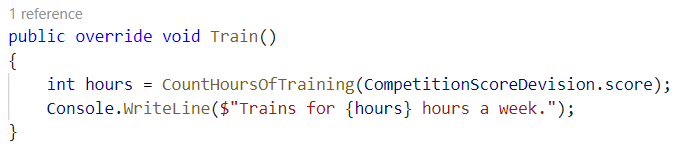 1 reference
public override void Train()
{
    int hours = CountHoursOfTraining(CompetitionScoreDevision.score);
    Console.WriteLine($"Trains for {hours} hours a week.");
}